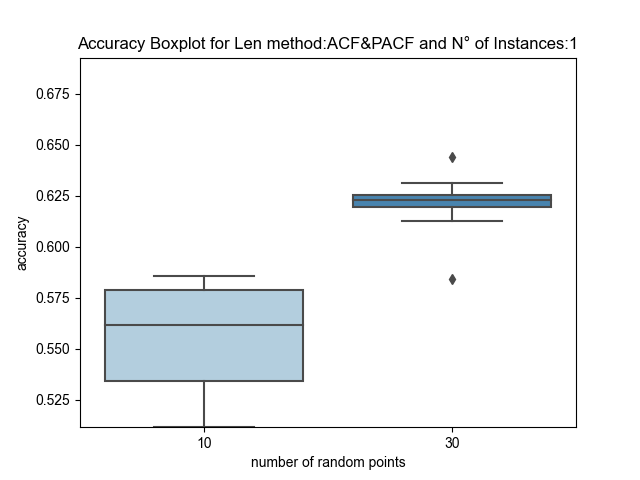 Accuracy Boxplot for Len method:ACF&PACF and N° of Instances:1
0.675
0.650
0.625
0.600
0.575
0.550
0.525
accuracy
10 30
number of random points